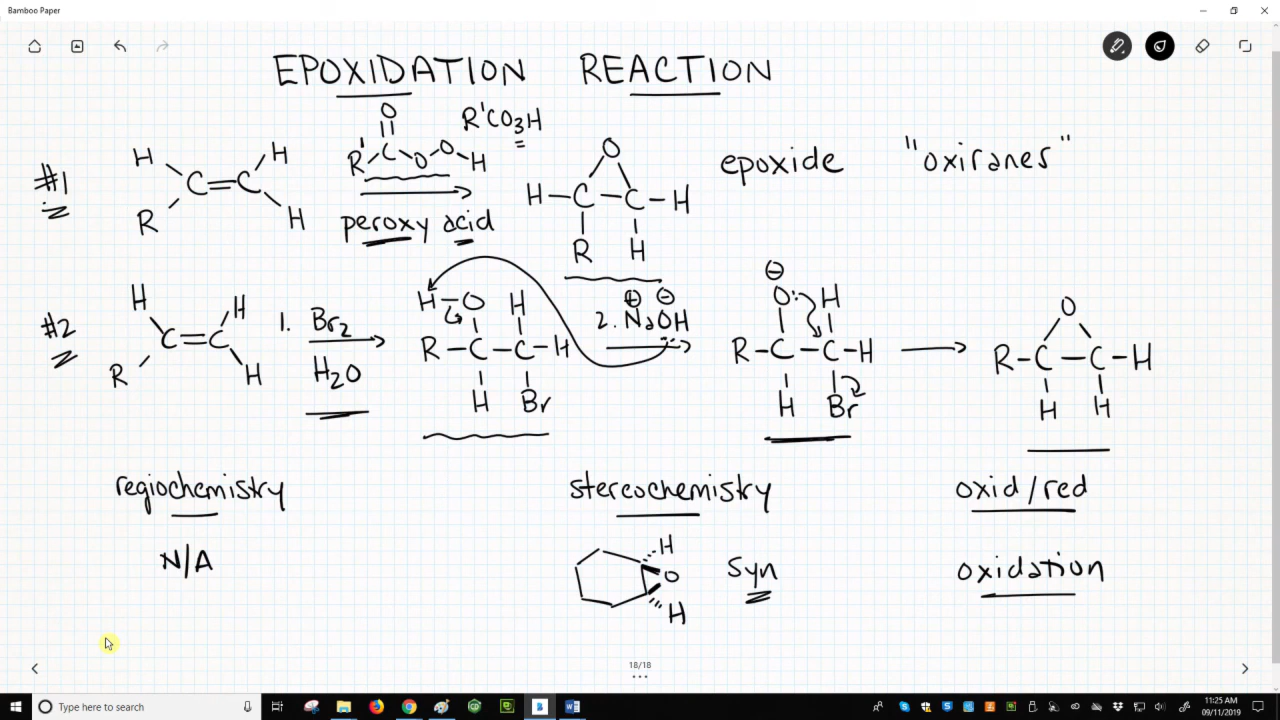 Bamboo Paper
EPOXIDATION REACTION
#1
H H
C=C
R H
O
R' C O O H
R'CO3H
peroxy acid
O
H-C-C-H
R H
epoxide "oxiranes"
#2
H H
C=C
R H
1. Br2
H2O
H-O H
R-C-C-H
H Br
⊕ ⊖
2. NaOH
⊖
O: H
R-C-C-H
H Br
O
R-C-C-H
H H
regiochemistry stereochemistry oxid/red
N/A
H
O
H
Syn
oxidation
18/18
Type here to search
11:25 AM
09/11/2019